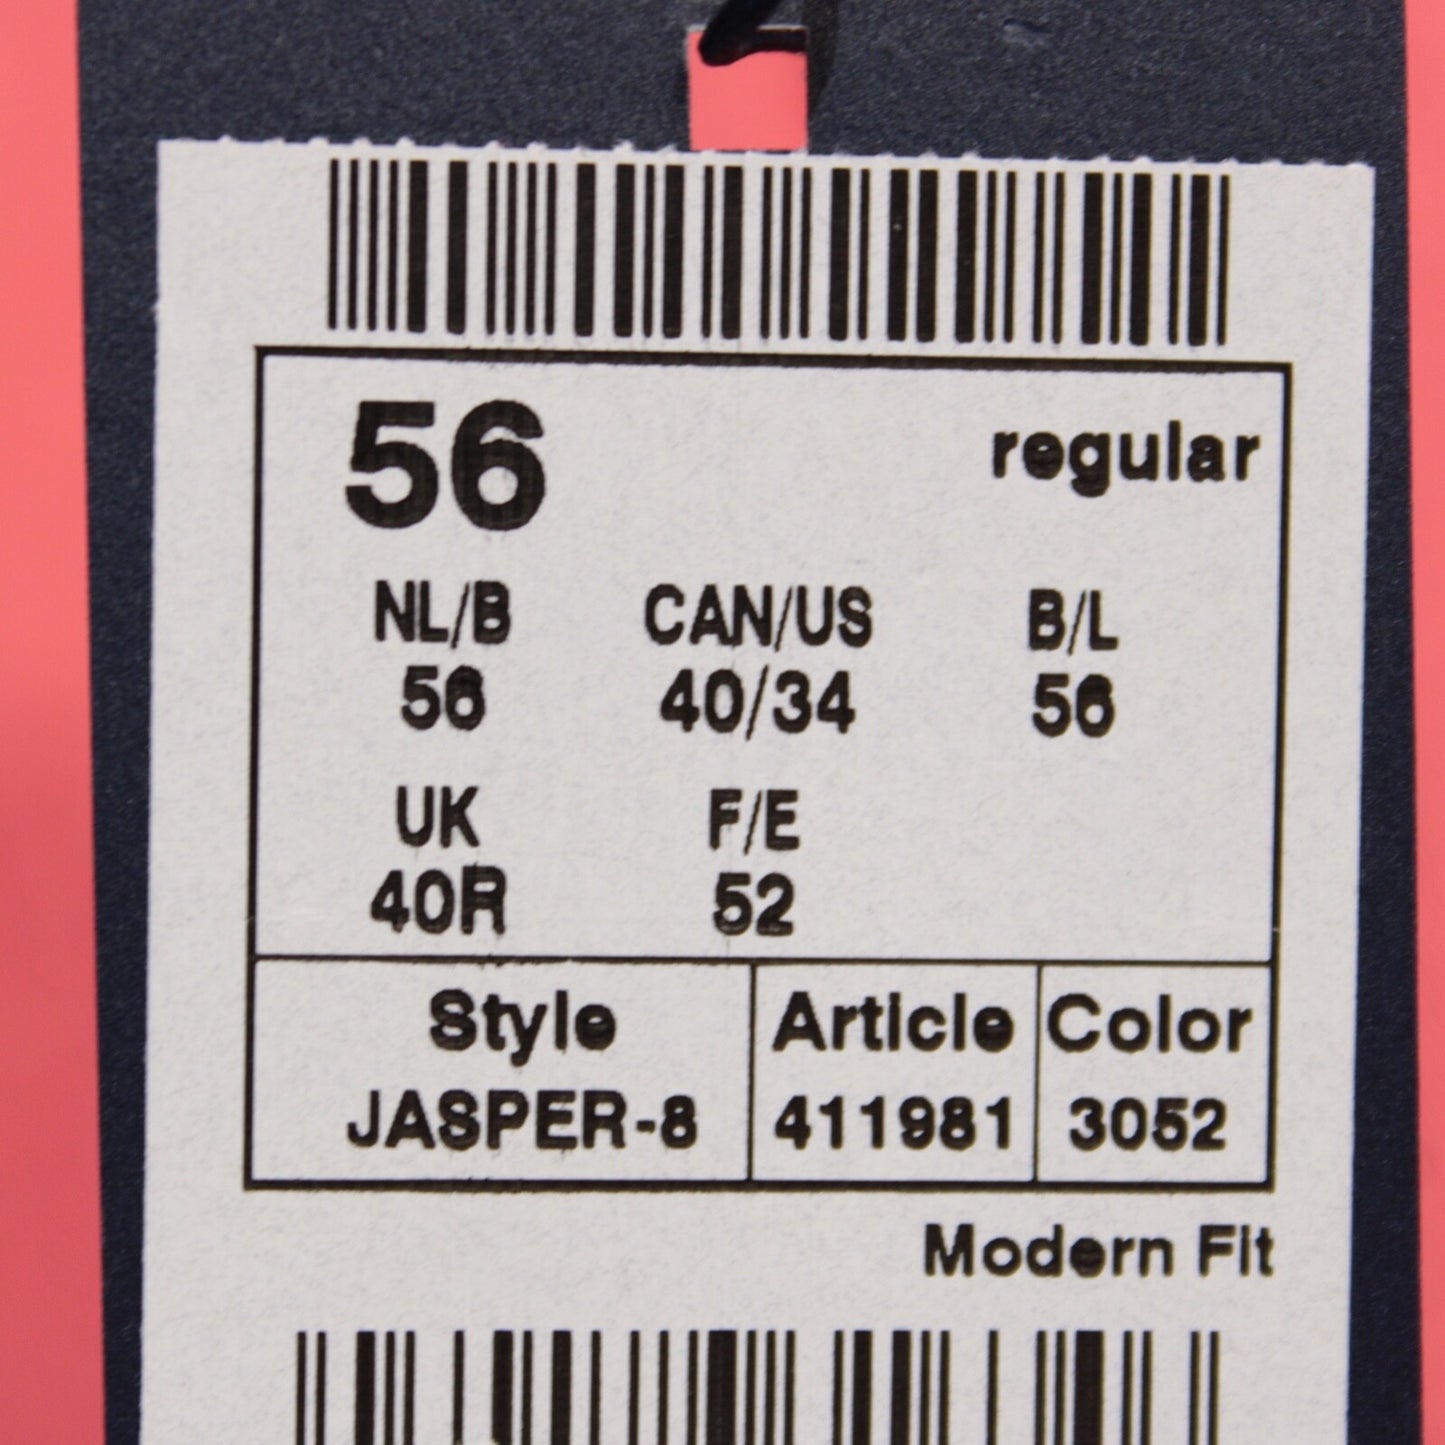 56 regular
NL/B CAN/US B/L
56 40/34 56
UK F/E
40R 52
Style Article Color
JASPER-8 411981 3052
Modern Fit